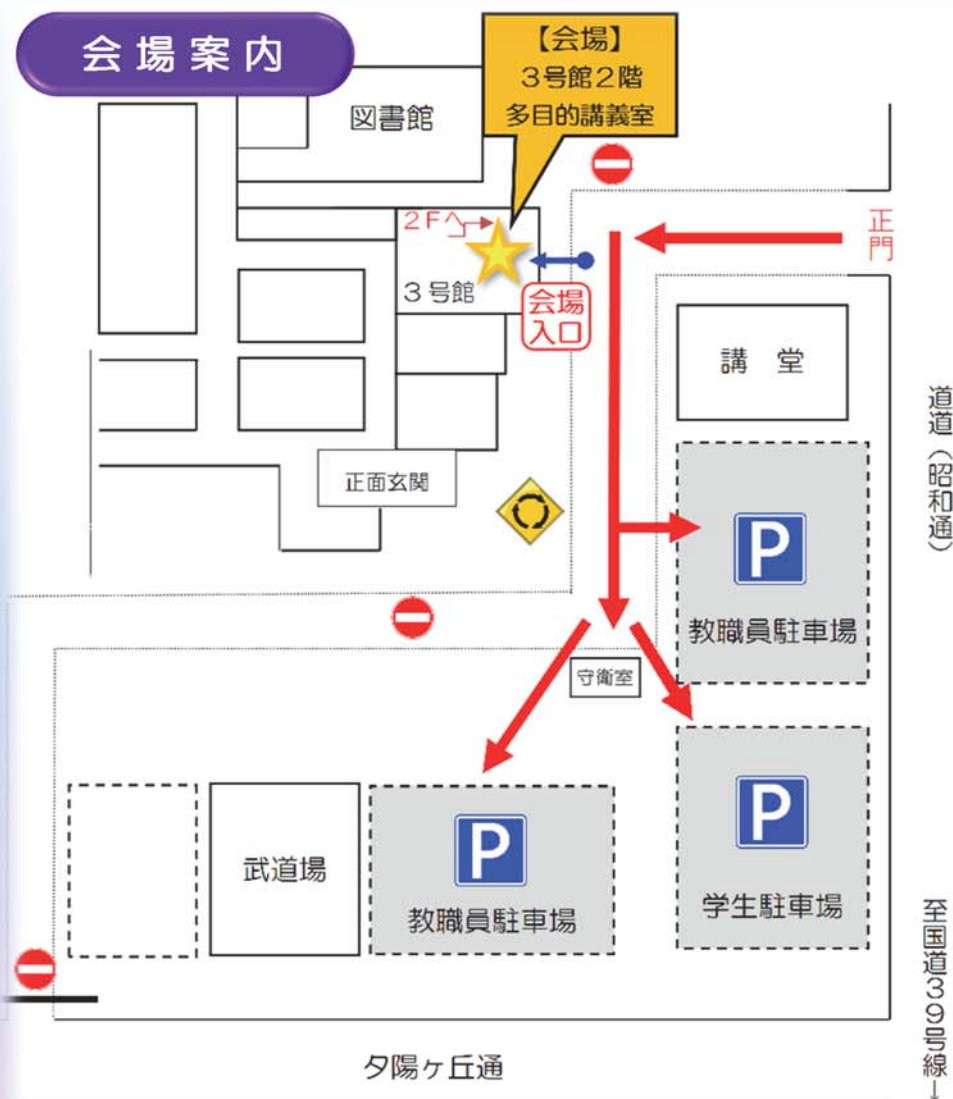 会場案内
【会場】
3号館2階
多目的講義室
図書館
2Fへ
正門
3号館
会場
入口
講堂
道道（昭和通）
正面玄関
P
教職員駐車場
守衛室
P
学生駐車場
武道場
P
教職員駐車場
至国道39号線→
夕陽ヶ丘通